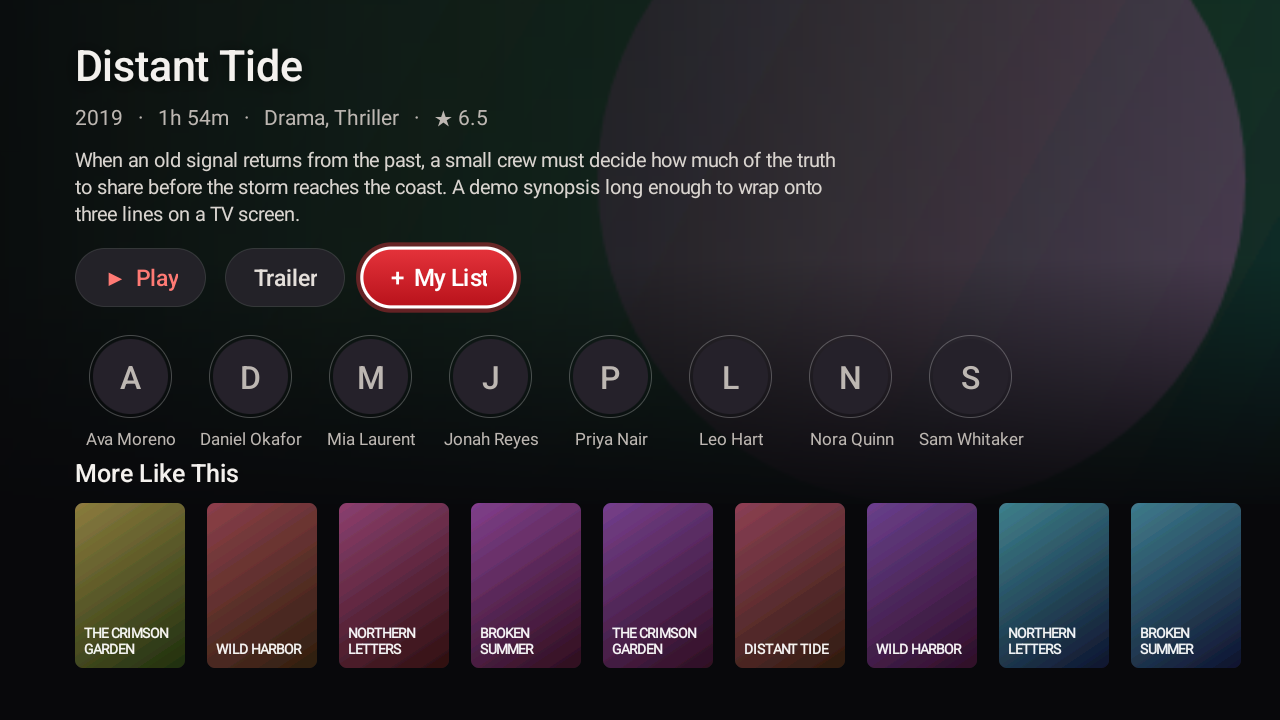 Distant Tide
2019 · 1h 54m · Drama, Thriller · ★ 6.5
When an old signal returns from the past, a small crew must decide how much of the truth
to share before the storm reaches the coast. A demo synopsis long enough to wrap onto
three lines on a TV screen.
► Play
Trailer
+ My List
A
D
M
J
P
L
N
S
Ava Moreno
Daniel Okafor
Mia Laurent
Jonah Reyes
Priya Nair
Leo Hart
Nora Quinn
Sam Whitaker
More Like This
THE CRIMSON
GARDEN
WILD HARBOR
NORTHERN
LETTERS
BROKEN
SUMMER
THE CRIMSON
GARDEN
DISTANT TIDE
WILD HARBOR
NORTHERN
LETTERS
BROKEN
SUMMER